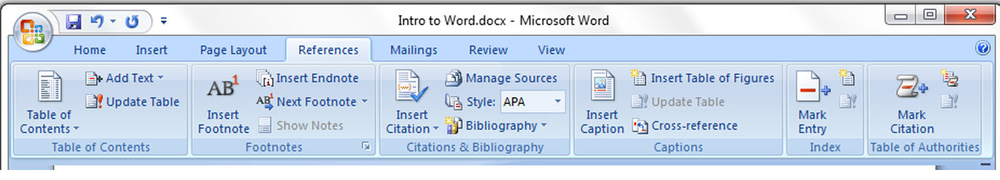 Intro to Word.docx - Microsoft Word
Home Insert Page Layout References Mailings Review View
Table of Contents
Add Text
Update Table
Table of Contents
AB1
Insert Footnote
Insert Endnote
AB1 Next Footnote
Show Notes
Footnotes
Insert Citation
Manage Sources
Style: APA
Bibliography
Citations & Bibliography
Insert Caption
Insert Table of Figures
Update Table
Cross-reference
Captions
Mark Entry
Index
Mark Citation
Table of Authorities